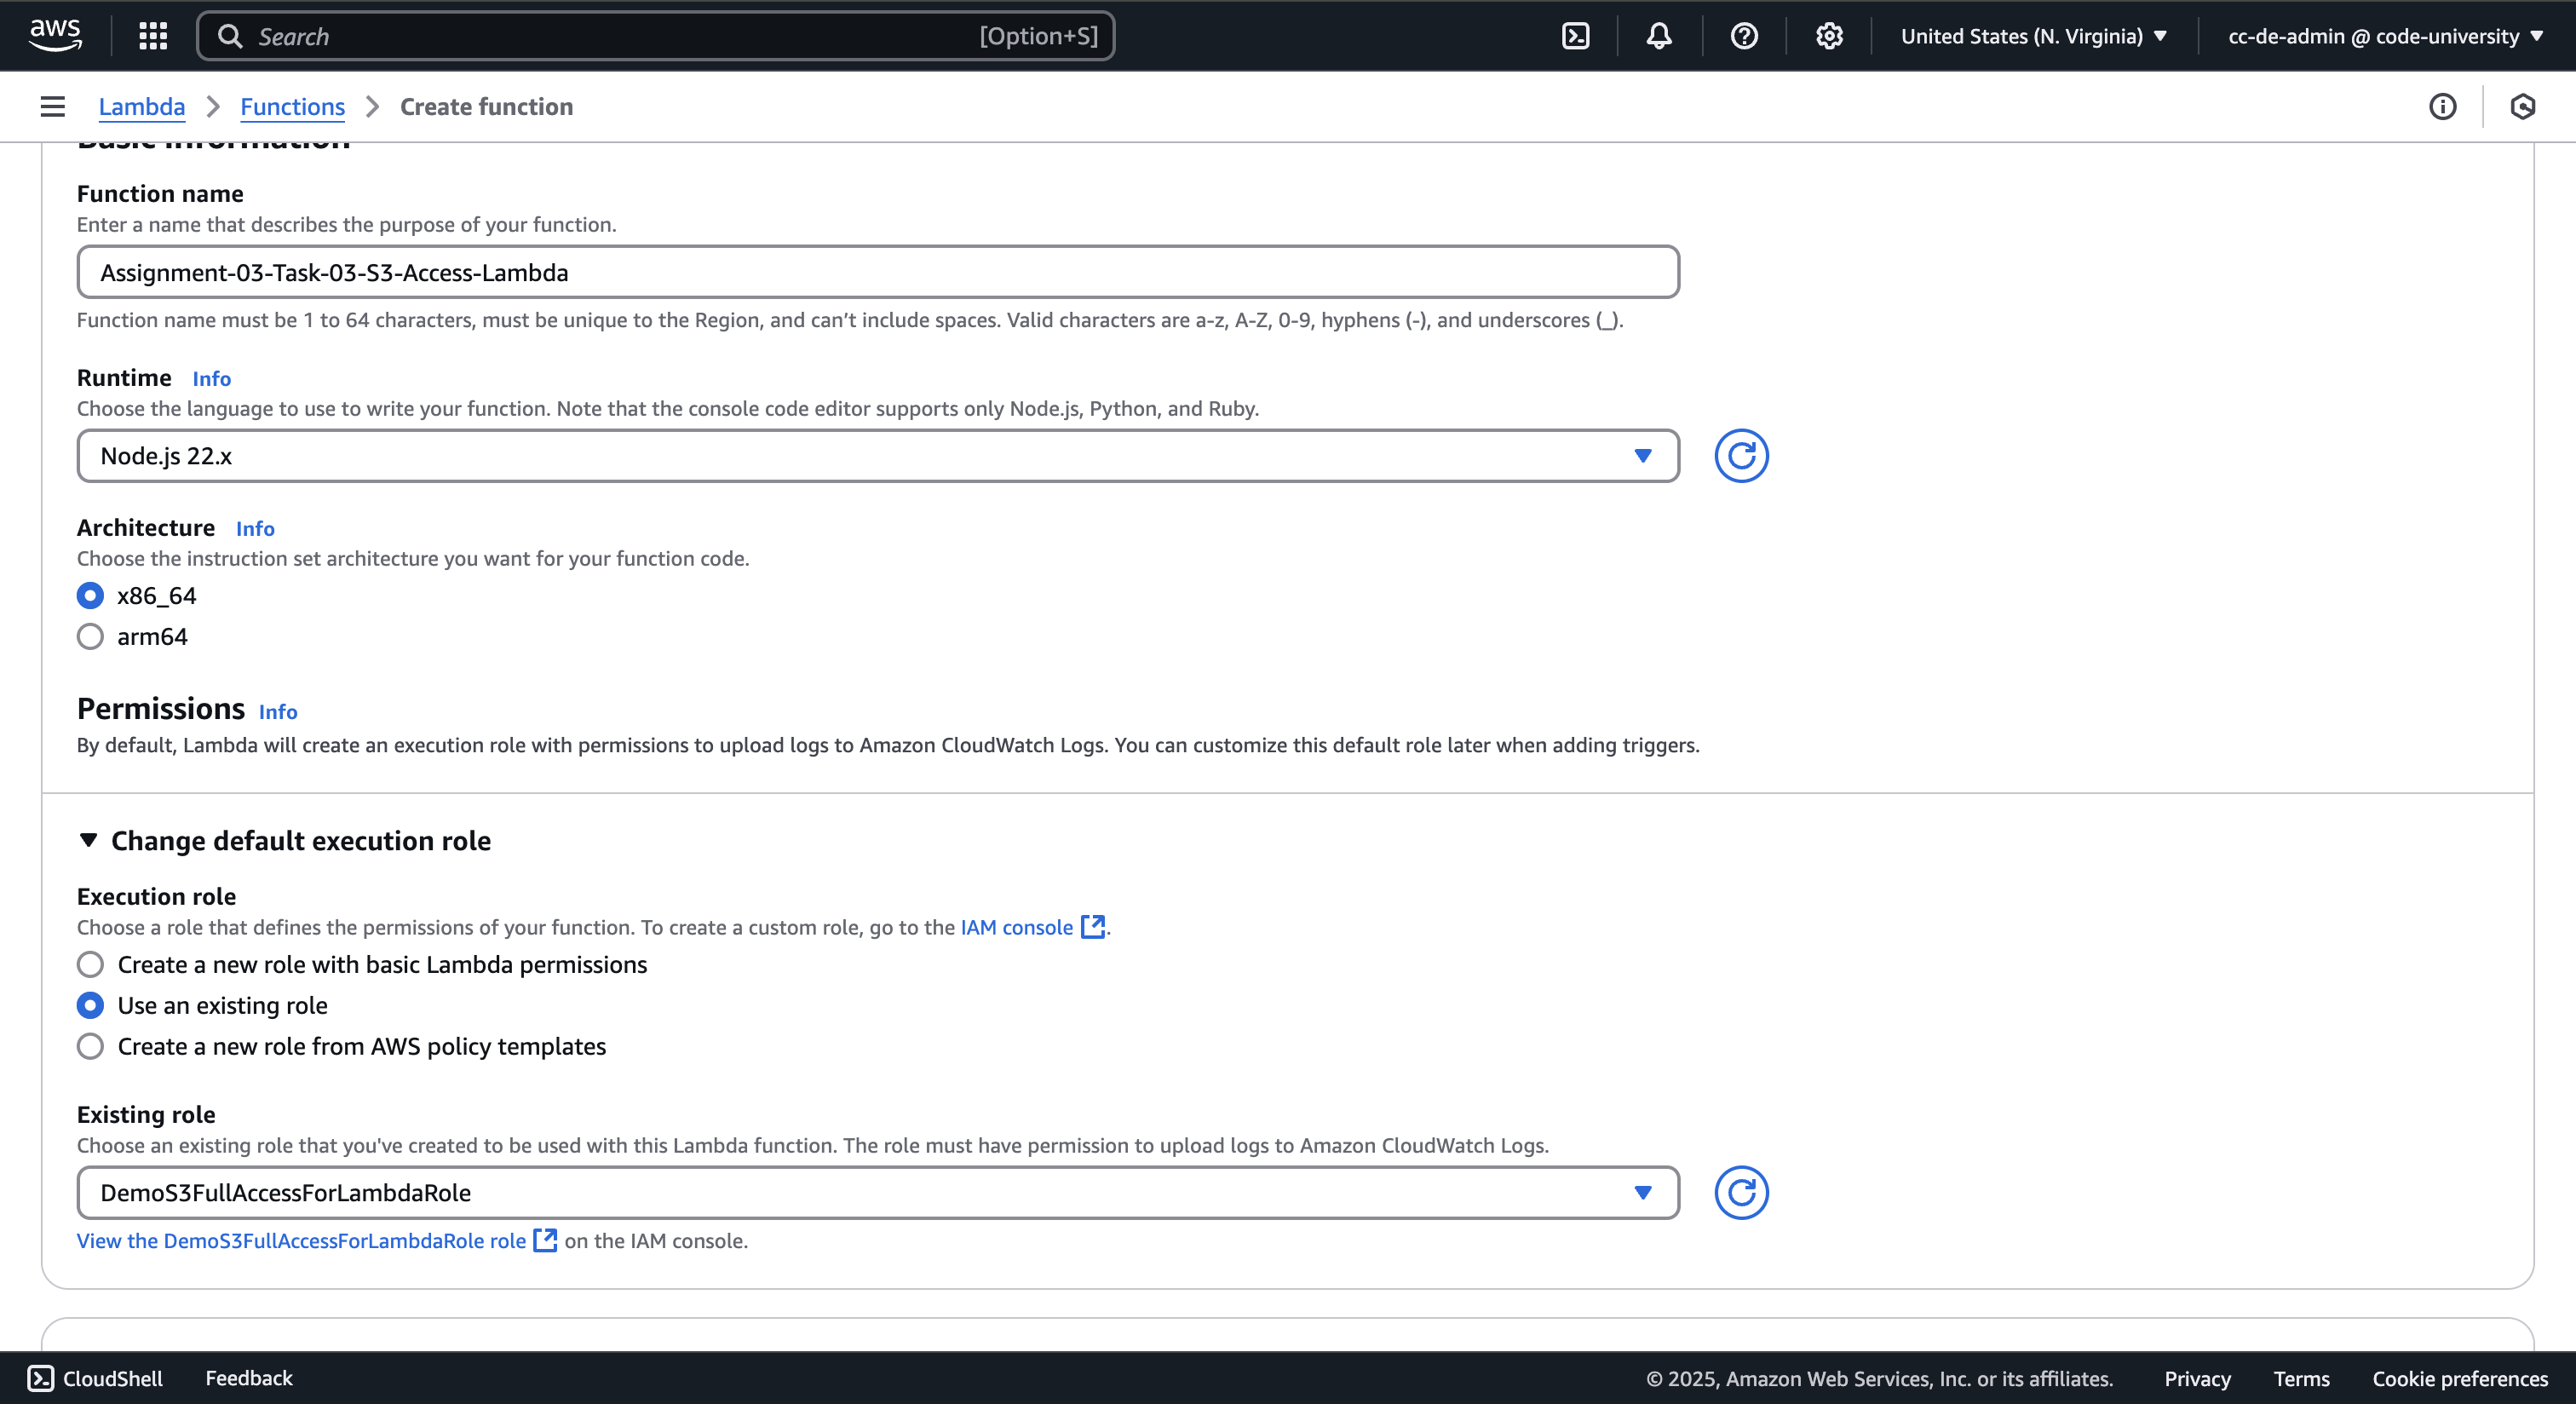 aws
Search [Option+S]
United States (N. Virginia)
cc-de-admin @ code-university
Lambda
Functions
Create function
Basic information
Function name
Enter a name that describes the purpose of your function.
Assignment-03-Task-03-S3-Access-Lambda
Function name must be 1 to 64 characters, must be unique to the Region, and can’t include spaces. Valid characters are a-z, A-Z, 0-9, hyphens (-), and underscores (_).
Runtime Info
Choose the language to use to write your function. Note that the console code editor supports only Node.js, Python, and Ruby.
Node.js 22.x
Architecture Info
Choose the instruction set architecture you want for your function code.
x86_64
arm64
Permissions Info
By default, Lambda will create an execution role with permissions to upload logs to Amazon CloudWatch Logs. You can customize this default role later when adding triggers.
Change default execution role
Execution role
Choose a role that defines the permissions of your function. To create a custom role, go to the IAM console.
Create a new role with basic Lambda permissions
Use an existing role
Create a new role from AWS policy templates
Existing role
Choose an existing role that you've created to be used with this Lambda function. The role must have permission to upload logs to Amazon CloudWatch Logs.
DemoS3FullAccessForLambdaRole
View the DemoS3FullAccessForLambdaRole role on the IAM console.
CloudShell
Feedback
© 2025, Amazon Web Services, Inc. or its affiliates.
Privacy
Terms
Cookie preferences